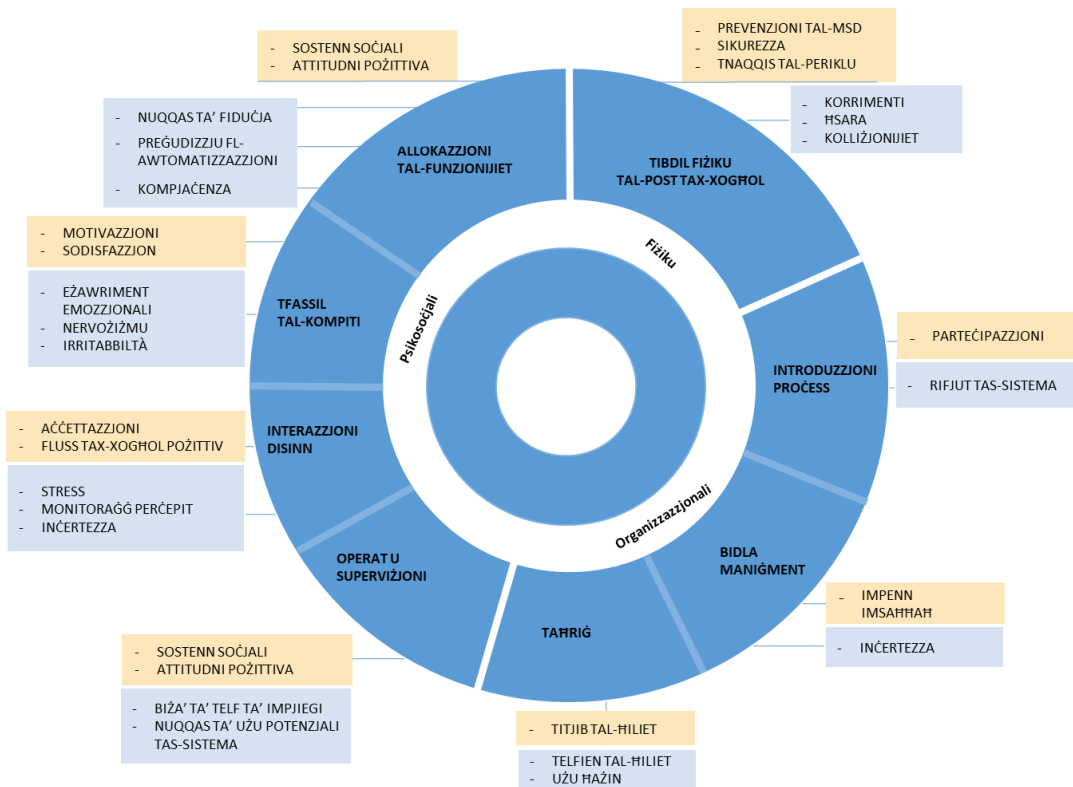 - SOSTENN SOĊJALI
- ATTITUDNI POŻITTIVA
- PREVENZJONI TAL-MSD
- SIKUREZZA
- TNAQQIS TAL-PERIKLU
- NUQQAS TA’ FIDUĊJA
- PREĠUDIZZJU FL-
AWTOMATIZZAZZJONI
- KOMPJAĊENZA
- KORRIMENTI
- ĦSARA
- KOLLIŻJONIJIET
ALLOKAZZJONI
TAL-FUNZJONIJIET
TIBDIL FIŻIKU
TAL-POST TAX-XOGĦOL
- MOTIVAZZJONI
- SODISFAZZJON
- EŻAWRIMENT
EMOZZJONALI
- NERVOŻIŻMU
- IRRITABBILTÀ
TFASSIL
TAL-KOMPITI
Psikosoċjali
Fiżiku
- PARTEĊIPAZZJONI
- RIFJUT TAS-SISTEMA
INTRODUZZJONI
PROĊESS
- AĊĊETTAZZJONI
- FLUSS TAX-XOGĦOL POŻITTIV
- STRESS
- MONITORAĠĠ PERĊEPIT
- INĊERTEZZA
INTERAZZJONI
DISINN
Organizzazzjonali
OPERAT U
SUPERVIŻJONI
BIDLA
MANIĠMENT
- IMPENN
IMSAĦĦAĦ
- INĊERTEZZA
TAĦRIĠ
- SOSTENN SOĊJALI
- ATTITUDNI POŻITTIVA
- BIŻA’ TA’ TELF TA’ IMPJIEGI
- NUQQAS TA’ UŻU POTENZJALI
TAS-SISTEMA
- TITJIB TAL-ĦILIET
- TELFIEN TAL-ĦILIET
- UŻU ĦAŻIN